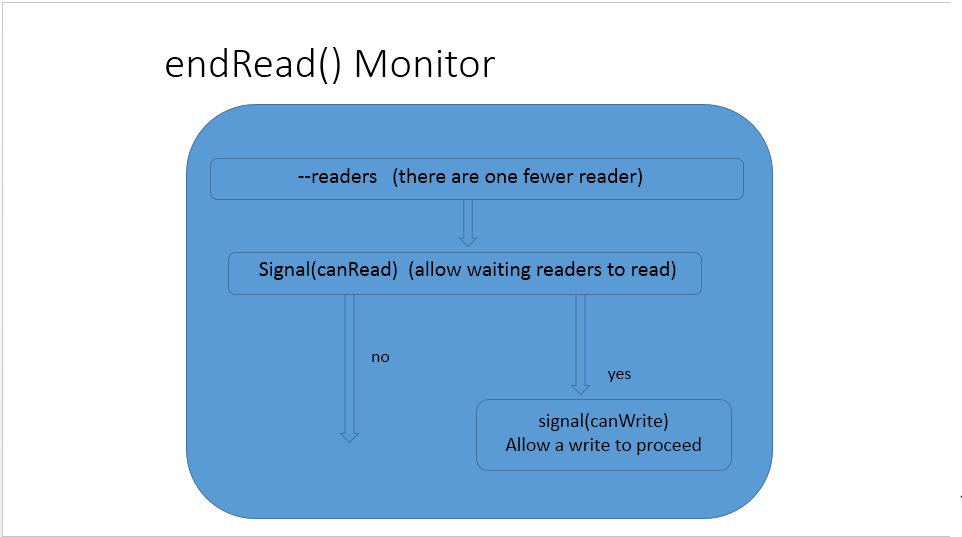 endRead() Monitor
--readers (there are one fewer reader)
Signal(canRead) (allow waiting readers to read)
no
yes
signal(canWrite)
Allow a write to proceed